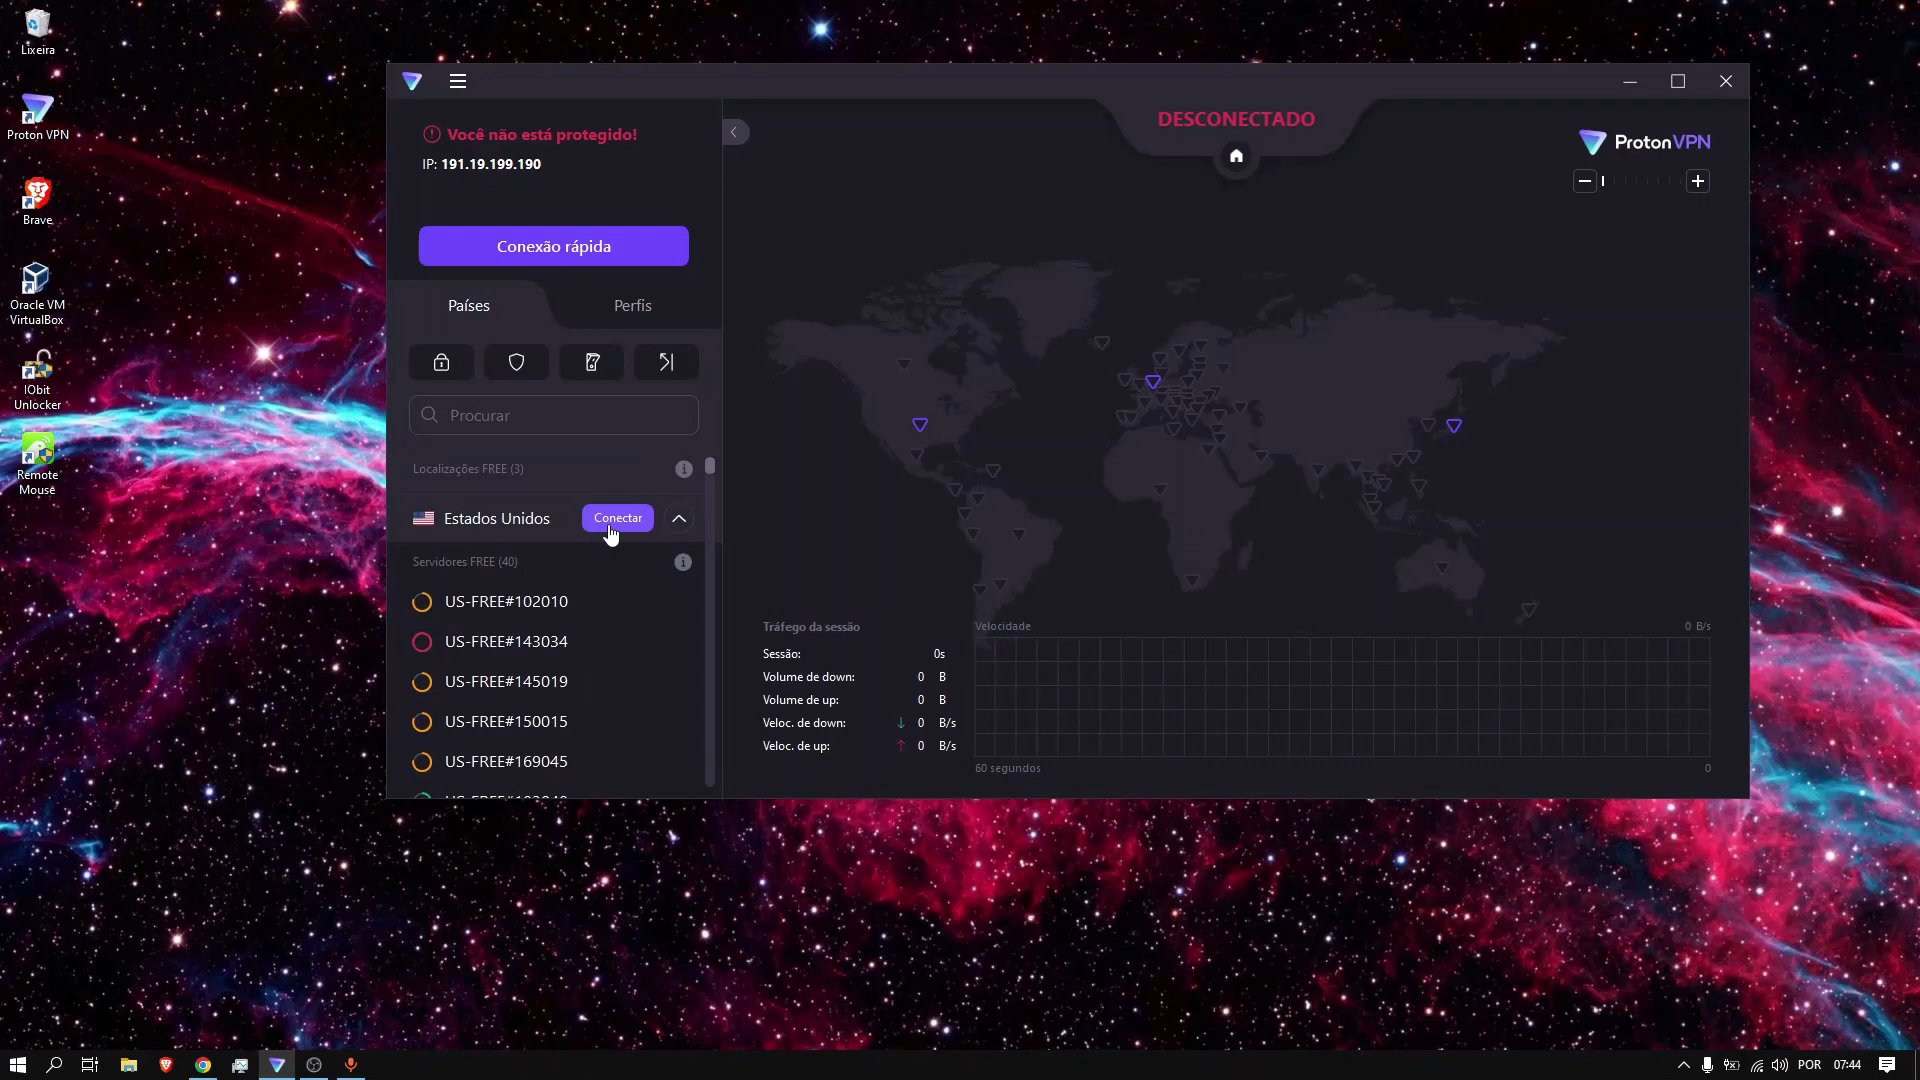 Lixeira
Proton VPN
Brave
Oracle VM
VirtualBox
IObit
Unlocker
Remote
Mouse
Você não está protegido!
IP: 191.19.199.190
Conexão rápida
Países
Perfis
Procurar
Localizações FREE (3)
Estados Unidos
Conectar
Servidores FREE (40)
US-FREE#102010
US-FREE#143034
US-FREE#145019
US-FREE#150015
US-FREE#169045
DESCONECTADO
ProtonVPN
Tráfego da sessão
Sessão: 0s
Volume de down: 0 B
Volume de up: 0 B
Veloc. de down: ↓ 0 B/s
Veloc. de up: ↑ 0 B/s
Velocidade
0 B/s
60 segundos
0
POR
07:44